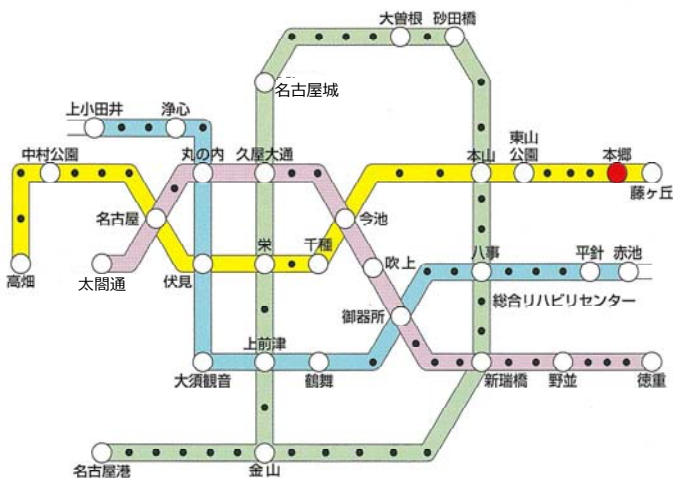 大曽根 砂田橋
名古屋城
上小田井 浄心
東山
中村公園 丸の内 久屋大通 本山 公園 本郷
藤ヶ丘
名古屋 今池
栄 千種 吹上 八事 平針 赤池
高畑 太閤通 伏見
総合リハビリセンター
御器所
上前津
大須観音 鶴舞 新瑞橋 野並 徳重
名古屋港 金山